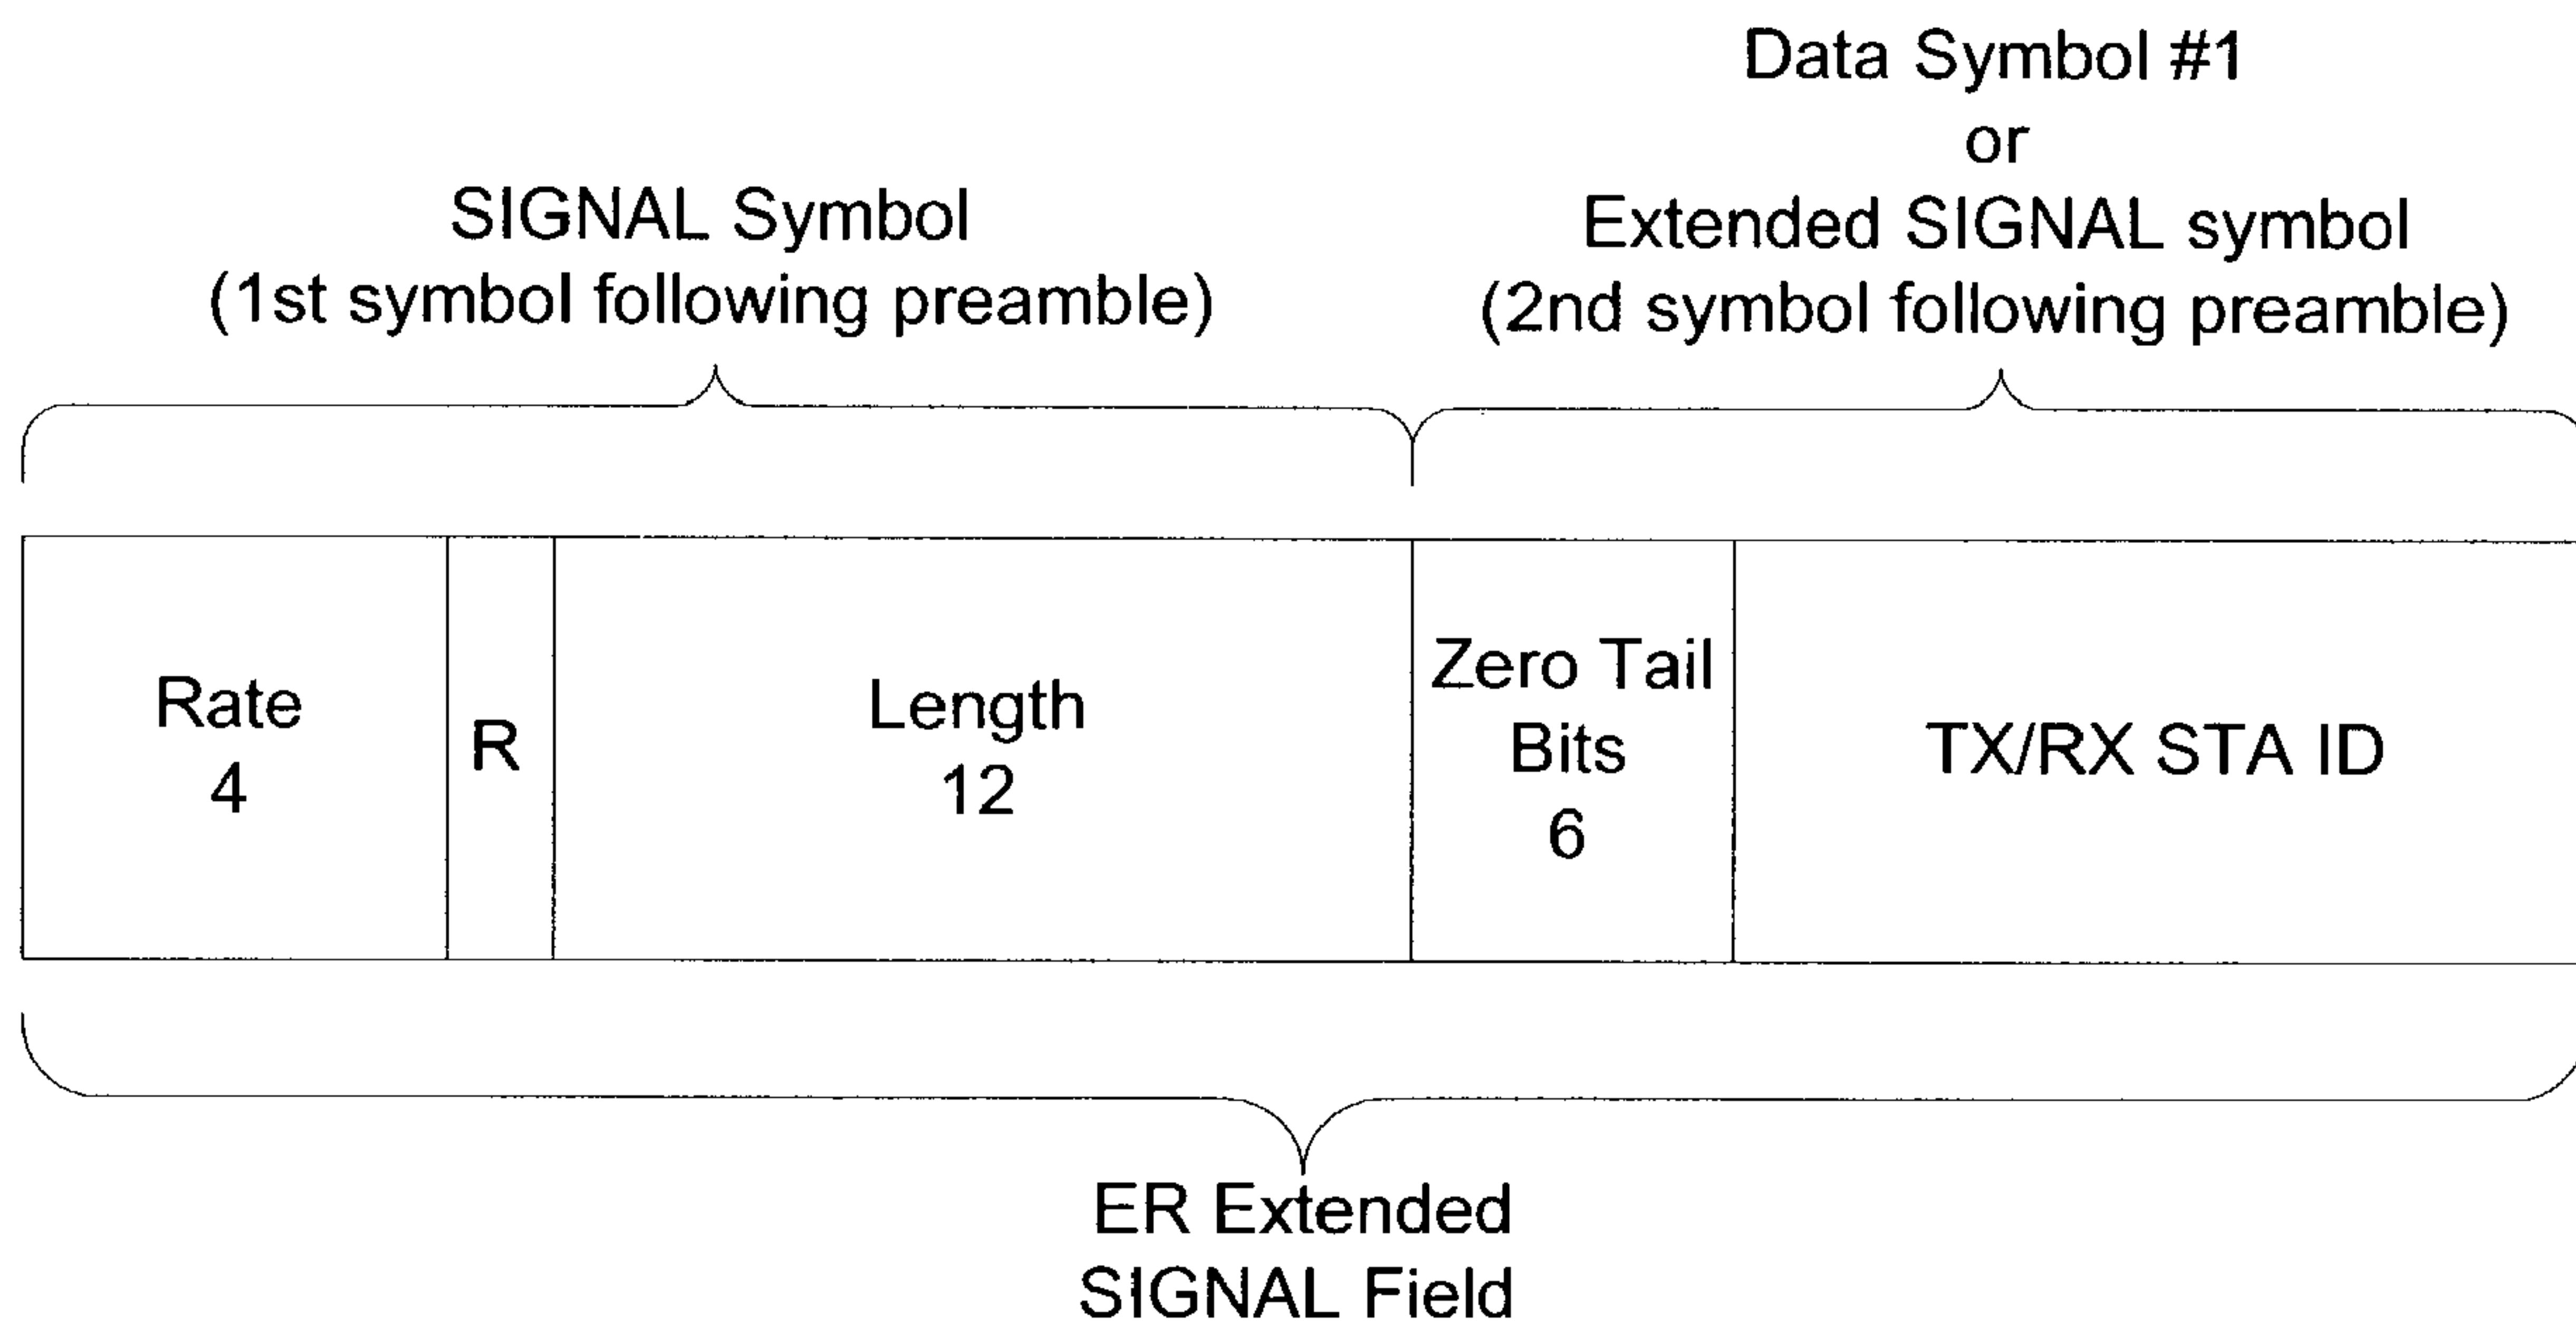 Data Symbol #1
or
Extended SIGNAL symbol
(2nd symbol following preamble)
SIGNAL Symbol
(1st symbol following preamble)
Rate
4
R
Length
12
Zero Tail
Bits
6
TX/RX STA ID
ER Extended
SIGNAL Field